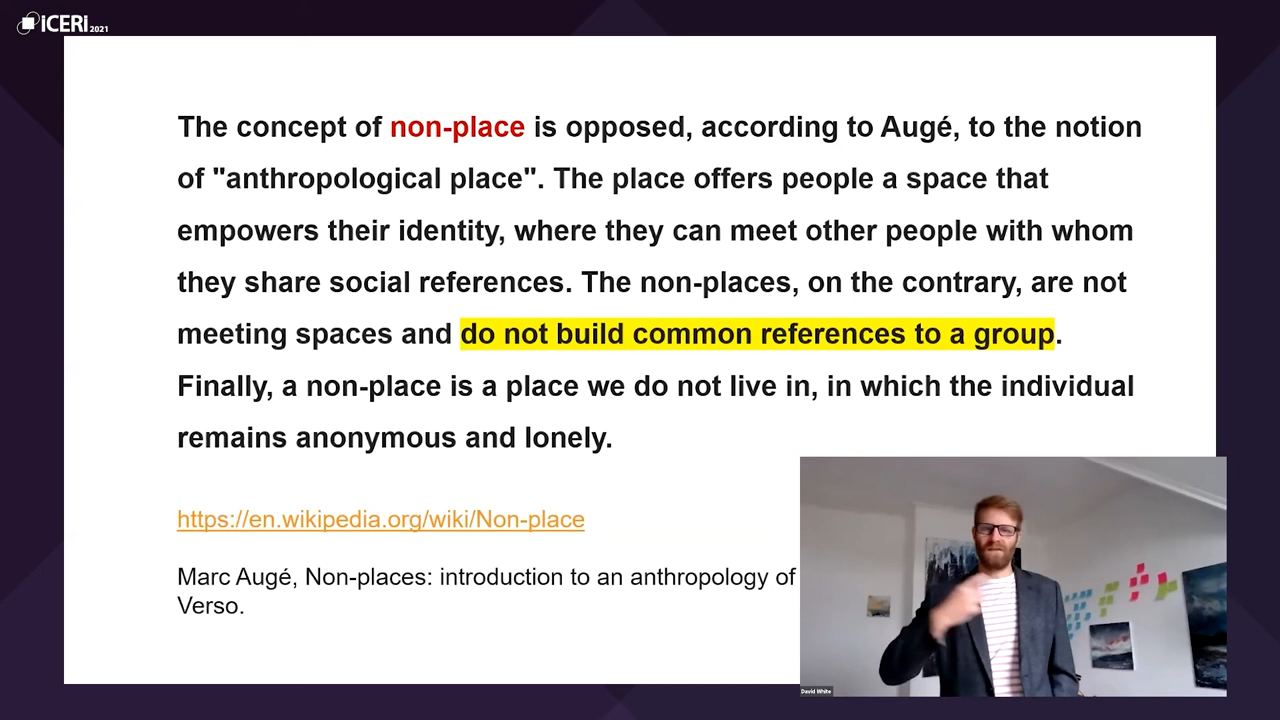 iCERi 2021
The concept of non-place is opposed, according to Augé, to the notion
of "anthropological place". The place offers people a space that
empowers their identity, where they can meet other people with whom
they share social references. The non-places, on the contrary, are not
meeting spaces and do not build common references to a group.
Finally, a non-place is a place we do not live in, in which the individual
remains anonymous and lonely.
https://en.wikipedia.org/wiki/Non-place
Marc Augé, Non-places: introduction to an anthropology of
Verso.
David White